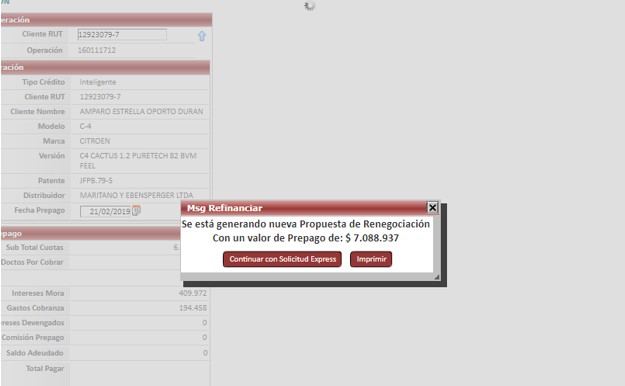 eración
Cliente RUT 12923079-7
Operación 160111712
ración
Tipo Crédito Inteligente
Cliente RUT 12923079-7
Cliente Nombre AMPARO ESTRELLA OPORTO DURAN
Modelo C-4
Marca CITROEN
Versión C4 CACTUS 1.2 PURETECH 82 BVM
FEEL
Patente JFPB.79-5
Distribuidor MARITANO Y EBENSPERGER LTDA
Fecha Prepago 21/02/2019
Msg Refinanciar
Se está generando nueva Propuesta de Renegociación
Con un valor de Prepago de: $ 7.088.937
Continuar con Solicitud Express Imprimir
epago
Sub Total Cuotas 6.
Doctos Por Cobrar
Intereses Mora 409.972
Gastos Cobranza 194.458
ereses Devengados 0
Comisión Prepago 0
Saldo Adeudado 0
Total Pagar